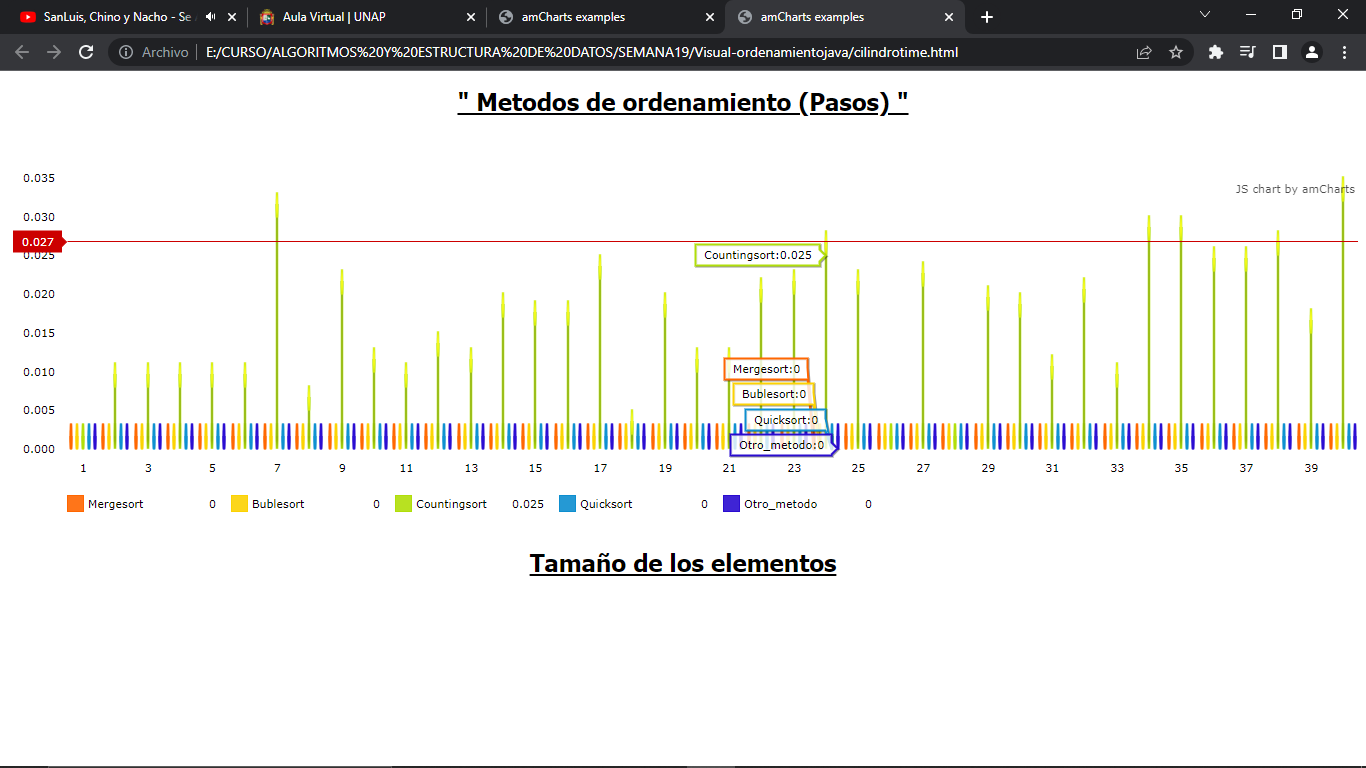 SanLuis, Chino y Nacho - Se
Aula Virtual | UNAP
amCharts examples
amCharts examples
Archivo
E:/CURSO/ALGORITMOS%20Y%20ESTRUCTURA%20DE%20DATOS/SEMANA19/Visual-ordenamientojava/cilindrotime.html
" Metodos de ordenamiento (Pasos) "
JS chart by amCharts
0.035
0.030
0.027
0.025
0.020
0.015
0.010
0.005
0.000
Countingsort:0.025
Mergesort:0
Bublesort:0
Quicksort:0
Otro_metodo:0
1 3 5 7 9 11 13 15 17 19 21 23 25 27 29 31 33 35 37 39
Mergesort 0 Bublesort 0 Countingsort 0.025 Quicksort 0 Otro_metodo 0
Tamaño de los elementos